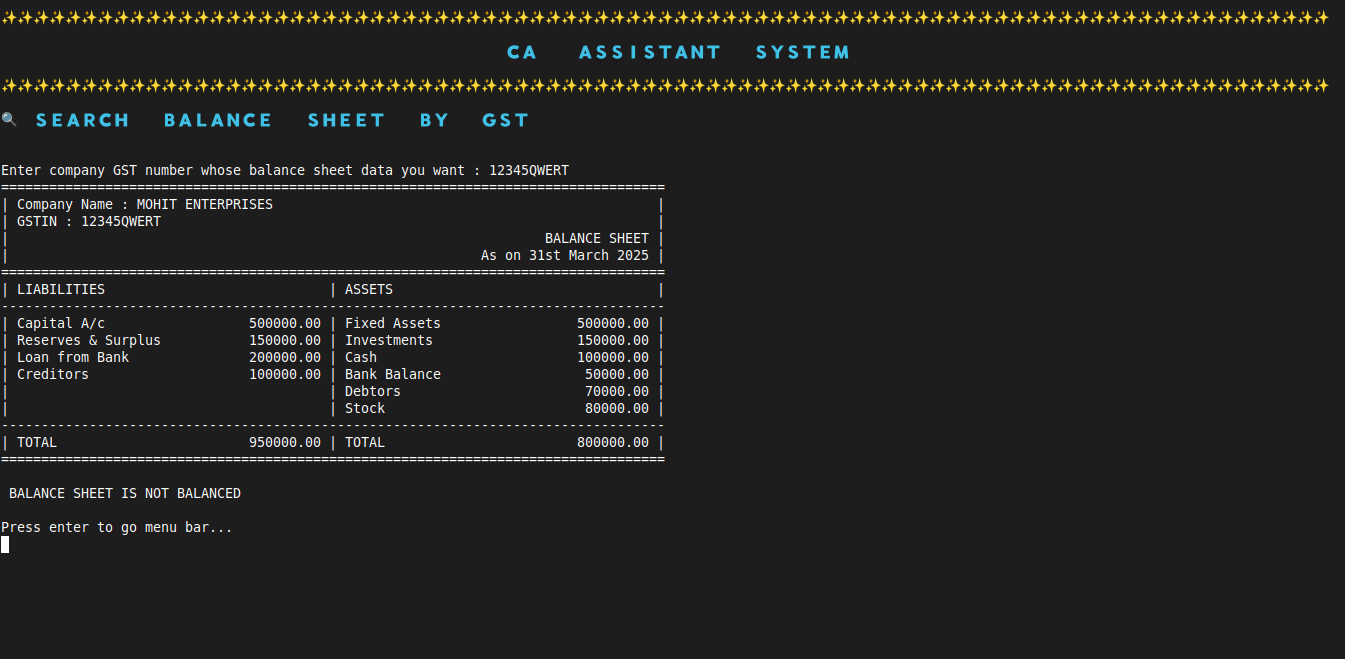 CA ASSISTANT SYSTEM
SEARCH BALANCE SHEET BY GST
Enter company GST number whose balance sheet data you want : 12345QWERT
=================================================================================
| Company Name : MOHIT ENTERPRISES |
| GSTIN : 12345QWERT |
| BALANCE SHEET |
| As on 31st March 2025 |
=================================================================================
| LIABILITIES | ASSETS |
---------------------------------------------------------------------------------
| Capital A/c 500000.00 | Fixed Assets 500000.00 |
| Reserves & Surplus 150000.00 | Investments 150000.00 |
| Loan from Bank 200000.00 | Cash 100000.00 |
| Creditors 100000.00 | Bank Balance 50000.00 |
| | Debtors 70000.00 |
| | Stock 80000.00 |
---------------------------------------------------------------------------------
| TOTAL 950000.00 | TOTAL 800000.00 |
=================================================================================
BALANCE SHEET IS NOT BALANCED
Press enter to go menu bar...